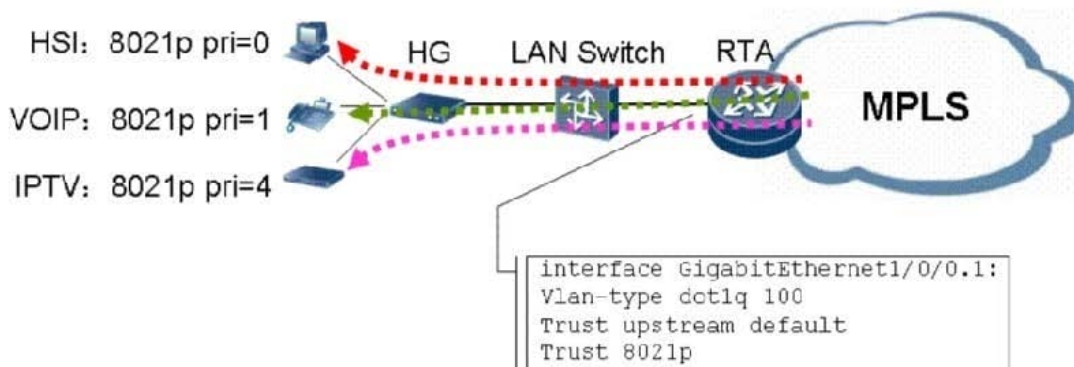 HSI: 8021p pri=0
HG
LAN Switch
RTA
VOIP: 8021p pri=1
MPLS
IPTV: 8021p pri=4
interface GigabitEthernet1/0/0.1:
Vlan-type dot1q 100
Trust upstream default
Trust 8021p